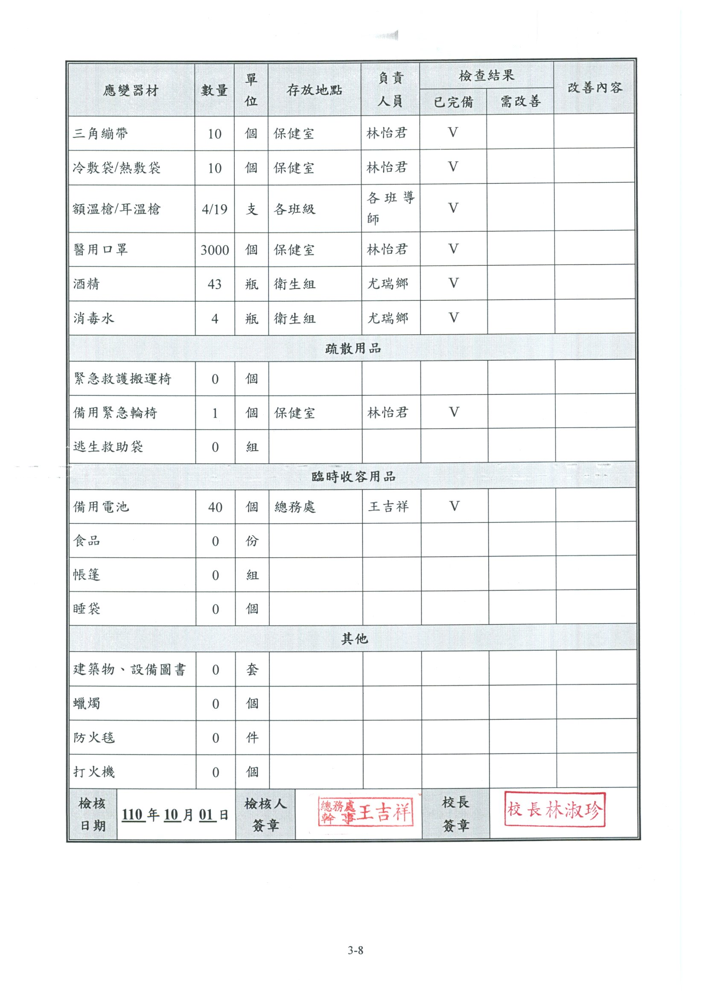 應變器材 數量 單位 存放地點 負責人員 檢查結果 改善內容
已完備 需改善
三角繃帶 10 個 保健室 林怡君 V
冷敷袋/熱敷袋 10 個 保健室 林怡君 V
額溫槍/耳溫槍 4/19 支 各班級 各班導師 V
醫用口罩 3000 個 保健室 林怡君 V
酒精 43 瓶 衛生組 尤瑞鄉 V
消毒水 4 瓶 衛生組 尤瑞鄉 V
疏散用品
緊急救護搬運椅 0 個
備用緊急輪椅 1 個 保健室 林怡君 V
逃生救助袋 0 組
臨時收容用品
備用電池 40 個 總務處 王吉祥 V
食品 0 份
帳篷 0 組
睡袋 0 個
其他
建築物、設備圖書 0 套
蠟燭 0 個
防火毯 0 件
打火機 0 個
檢核日期 110 年 10 月 01 日 檢核人簽章 總務處幹事王吉祥 校長簽章 校長林淑珍
3-8